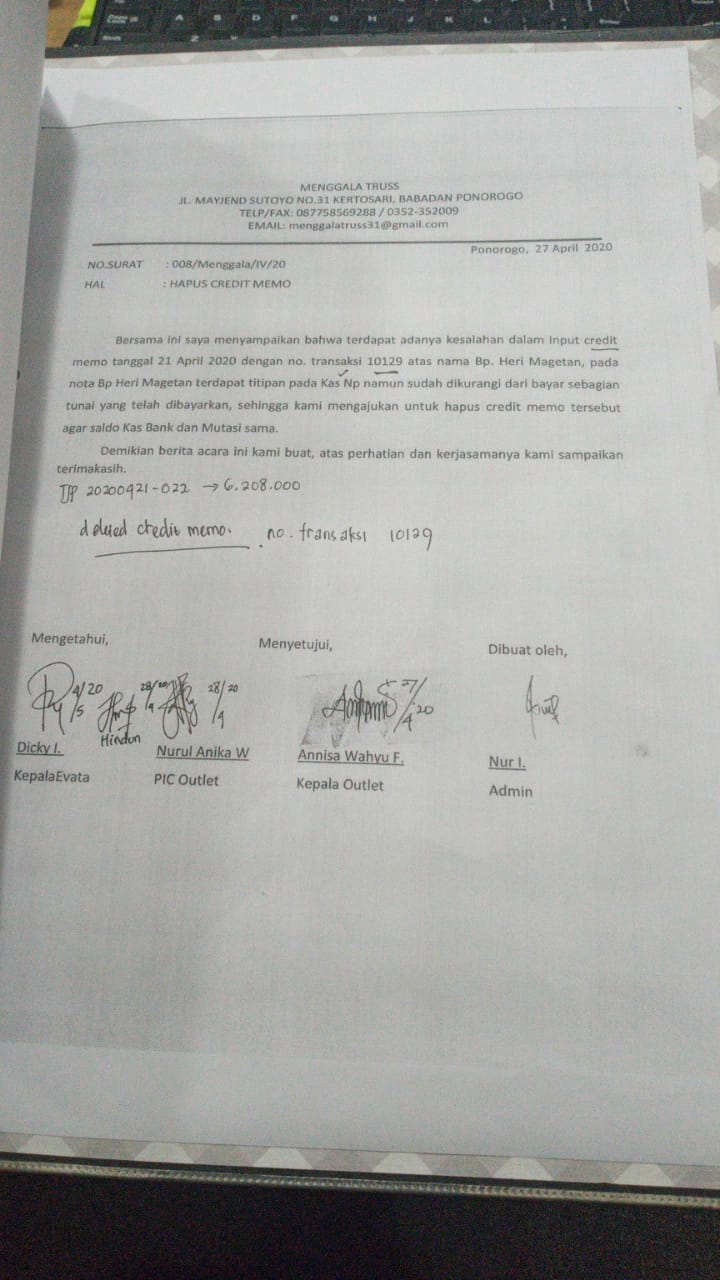 MENGGALA TRUSS
JL. MAYJEND SUTOYO NO.31 KERTOSARI, BABADAN PONOROGO
TELP/FAX: 087758569288 / 0352-352009
EMAIL: menggalatruss31@gmail.com
Ponorogo, 27 April 2020
NO.SURAT : 008/Menggala/IV/20
HAL : HAPUS CREDIT MEMO
Bersama ini saya menyampaikan bahwa terdapat adanya kesalahan dalam Input credit
memo tanggal 21 April 2020 dengan no. transaksi 10129 atas nama Bp. Heri Magetan, pada
nota Bp Heri Magetan terdapat titipan pada Kas Np namun sudah dikurangi dari bayar sebagian
tunai yang telah dibayarkan, sehingga kami mengajukan untuk hapus credit memo tersebut
agar saldo Kas Bank dan Mutasi sama.
Demikian berita acara ini kami buat, atas perhatian dan kerjasamanya kami sampaikan
terimakasih.
20200421-022 → 6.208.000
credit memo. no. transaksi 10129
Mengetahui, Menyetujui, Dibuat oleh,
4/20 28/20 28/20 27/
/5 /4 /4 /4 20
Hindun
Dicky I. Nurul Anika W Annisa Wahyu F. Nur I.
KepalaEvata PIC Outlet Kepala Outlet Admin